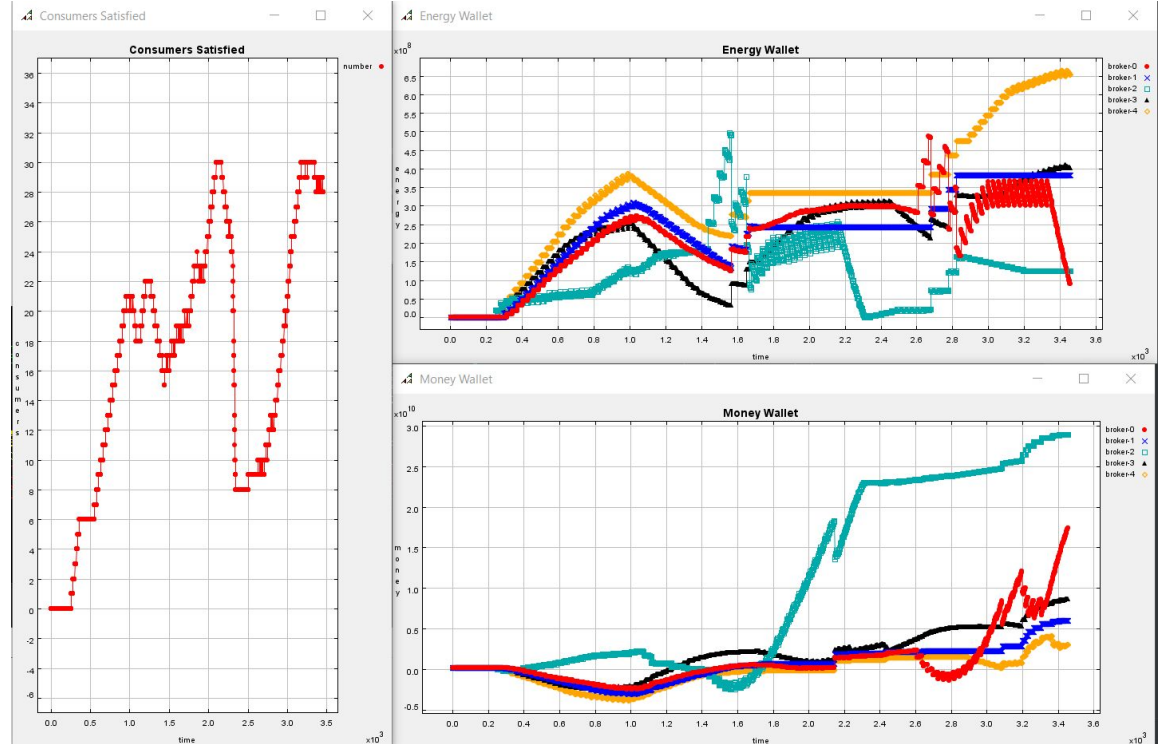 Consumers Satisfied
Consumers Satisfied
number
36
34
32
30
28
26
24
22
20
18
16
14
12
10
8
6
4
2
0
-2
-4
-6
consumers
0.0 0.5 1.0 1.5 2.0 2.5 3.0 3.5
time
×10³
Energy Wallet
Energy Wallet
×10⁸
broker-0
broker-1
broker-2
broker-3
broker-4
6.5
6.0
5.5
5.0
4.5
4.0
3.5
3.0
2.5
2.0
1.5
1.0
0.5
0.0
energy
0.0 0.2 0.4 0.6 0.8 1.0 1.2 1.4 1.6 1.8 2.0 2.2 2.4 2.6 2.8 3.0 3.2 3.4 3.6
time
×10³
Money Wallet
Money Wallet
×10¹⁰
broker-0
broker-1
broker-2
broker-3
broker-4
3.0
2.5
2.0
1.5
1.0
0.5
0.0
-0.5
money
0.0 0.2 0.4 0.6 0.8 1.0 1.2 1.4 1.6 1.8 2.0 2.2 2.4 2.6 2.8 3.0 3.2 3.4 3.6
time
×10³